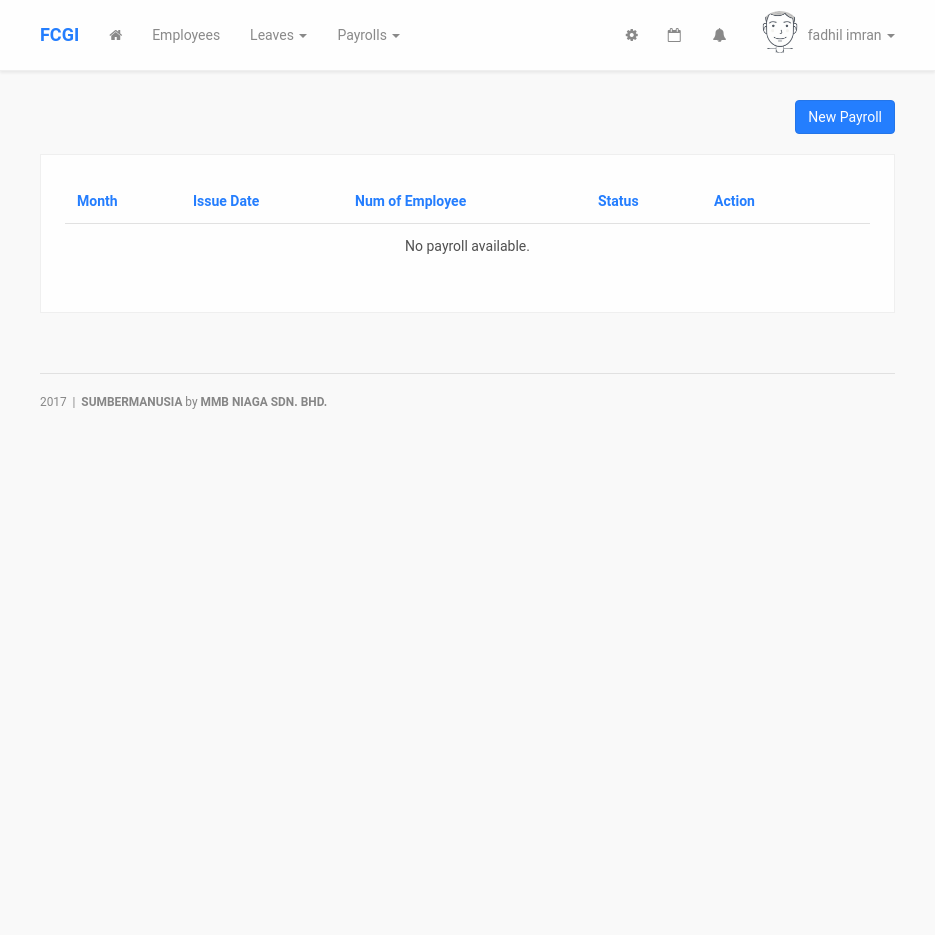 FCGI Employees Leaves Payrolls fadhil imran
New Payroll
Month Issue Date Num of Employee Status Action
No payroll available.
2017 | SUMBERMANUSIA by MMB NIAGA SDN. BHD.